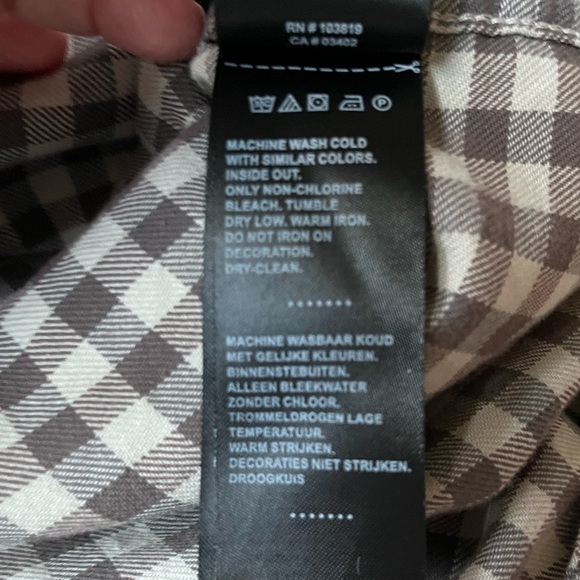 RN # 103819
CA # 03402
MACHINE WASH COLD
WITH SIMILAR COLORS.
INSIDE OUT.
ONLY NON-CHLORINE
BLEACH. TUMBLE
DRY LOW. WARM IRON.
DO NOT IRON ON
DECORATION.
DRY-CLEAN.
MACHINE WASBAAR KOUD
MET GELIJKE KLEUREN.
BINNENSTEBUITEN.
ALLEEN BLEEKWATER
ZONDER CHLOOR.
TROMMELDROGEN LAGE
TEMPERATUUR.
WARM STRIJKEN.
DECORATIES NIET STRIJKEN.
DROOGKUIS